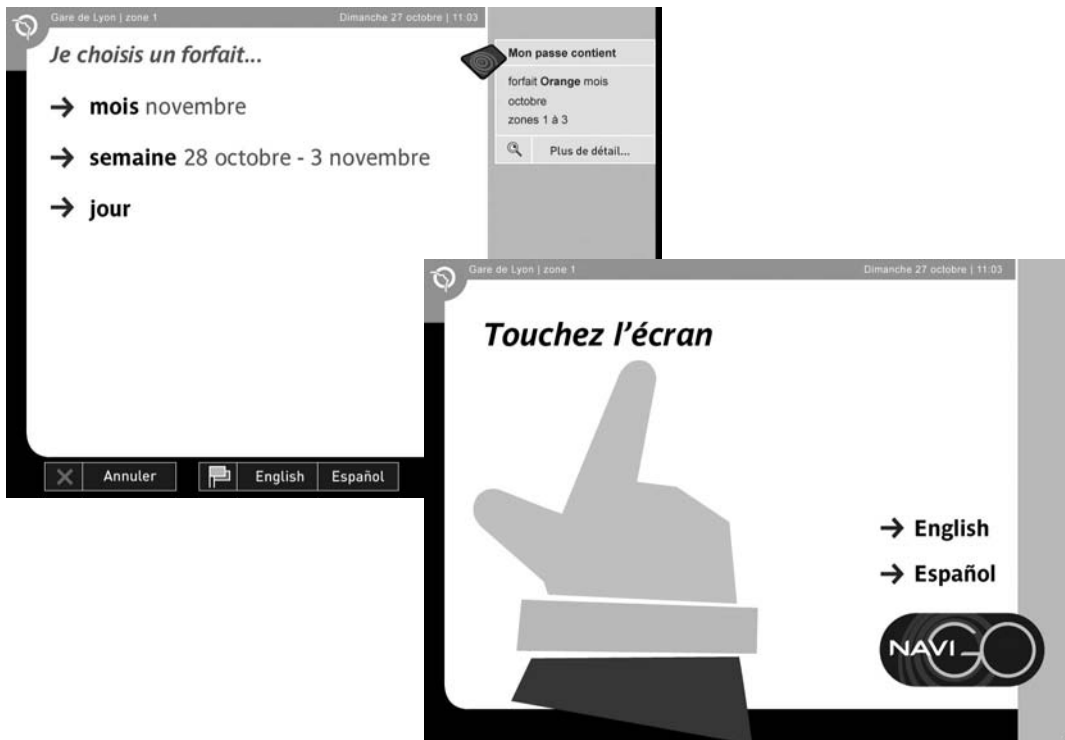 Gare de Lyon | zone 1
Dimanche 27 octobre | 11:03
Je choisis un forfait...
→ mois novembre
→ semaine 28 octobre - 3 novembre
→ jour
Mon passe contient
forfait Orange mois
octobre
zones 1 à 3
Plus de détail...
Annuler
English
Español
Gare de Lyon | zone 1
Dimanche 27 octobre | 11:03
Touchez l'écran
→ English
→ Español
NAVIGO